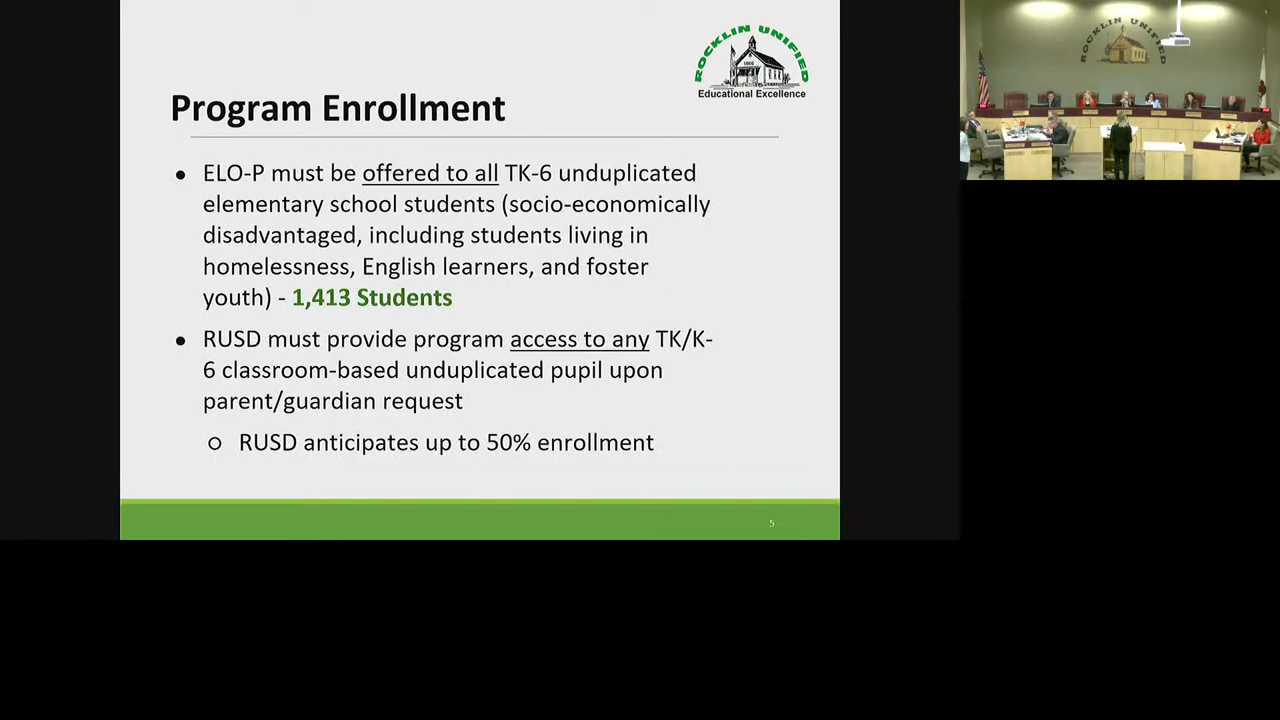 ROCKLIN UNIFIED
1866
Educational Excellence
ROCKLIN UNIFIED
Program Enrollment
● ELO-P must be offered to all TK-6 unduplicated
elementary school students (socio-economically
disadvantaged, including students living in
homelessness, English learners, and foster
youth) - 1,413 Students
● RUSD must provide program access to any TK/K-
6 classroom-based unduplicated pupil upon
parent/guardian request
○ RUSD anticipates up to 50% enrollment
5